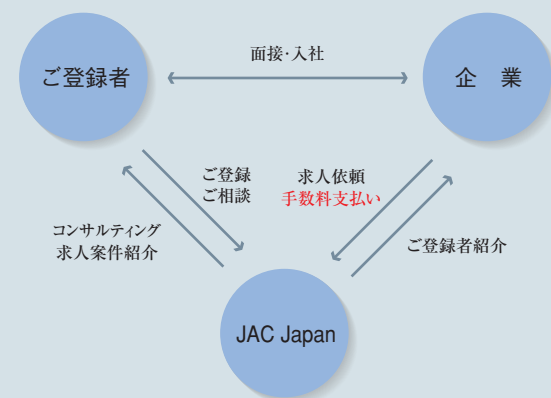 面接・入社
ご登録者
企　業
ご登録
ご相談
求人依頼
手数料支払い
コンサルティング
求人案件紹介
ご登録者紹介
JAC Japan